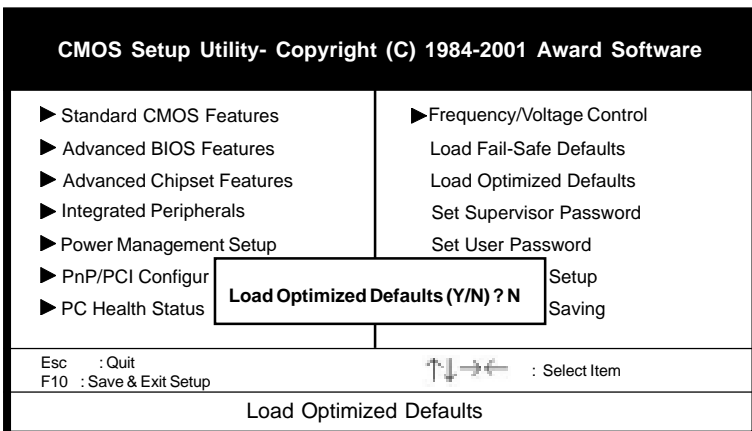 CMOS Setup Utility- Copyright (C) 1984-2001 Award Software
► Standard CMOS Features
► Advanced BIOS Features
► Advanced Chipset Features
► Integrated Peripherals
► Power Management Setup
► PnP/PCI Configur
► PC Health Status
►Frequency/Voltage Control
Load Fail-Safe Defaults
Load Optimized Defaults
Set Supervisor Password
Set User Password
Setup
Saving
Load Optimized Defaults (Y/N) ? N
Esc : Quit
F10 : Save & Exit Setup
↑↓→← : Select Item
Load Optimized Defaults